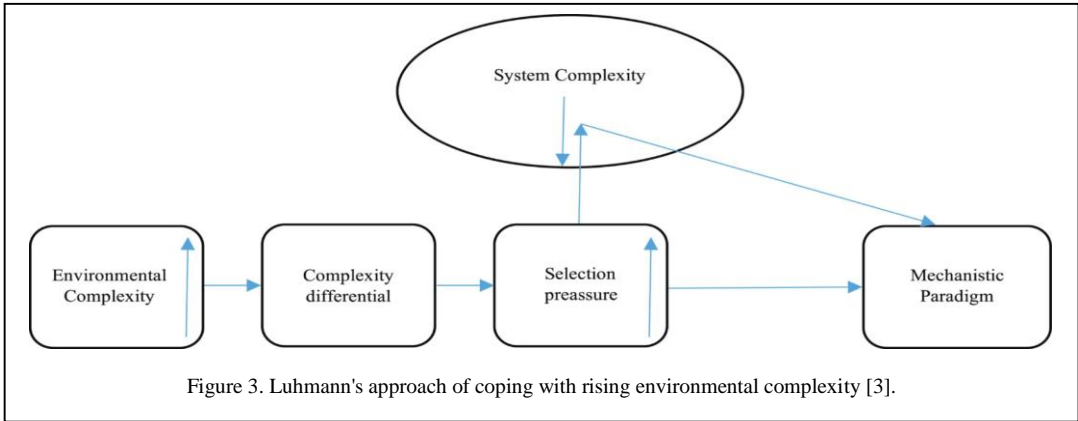 System Complexity
Environmental
Complexity
Complexity
differential
Selection
preassure
Mechanistic
Paradigm
Figure 3. Luhmann's approach of coping with rising environmental complexity [3].